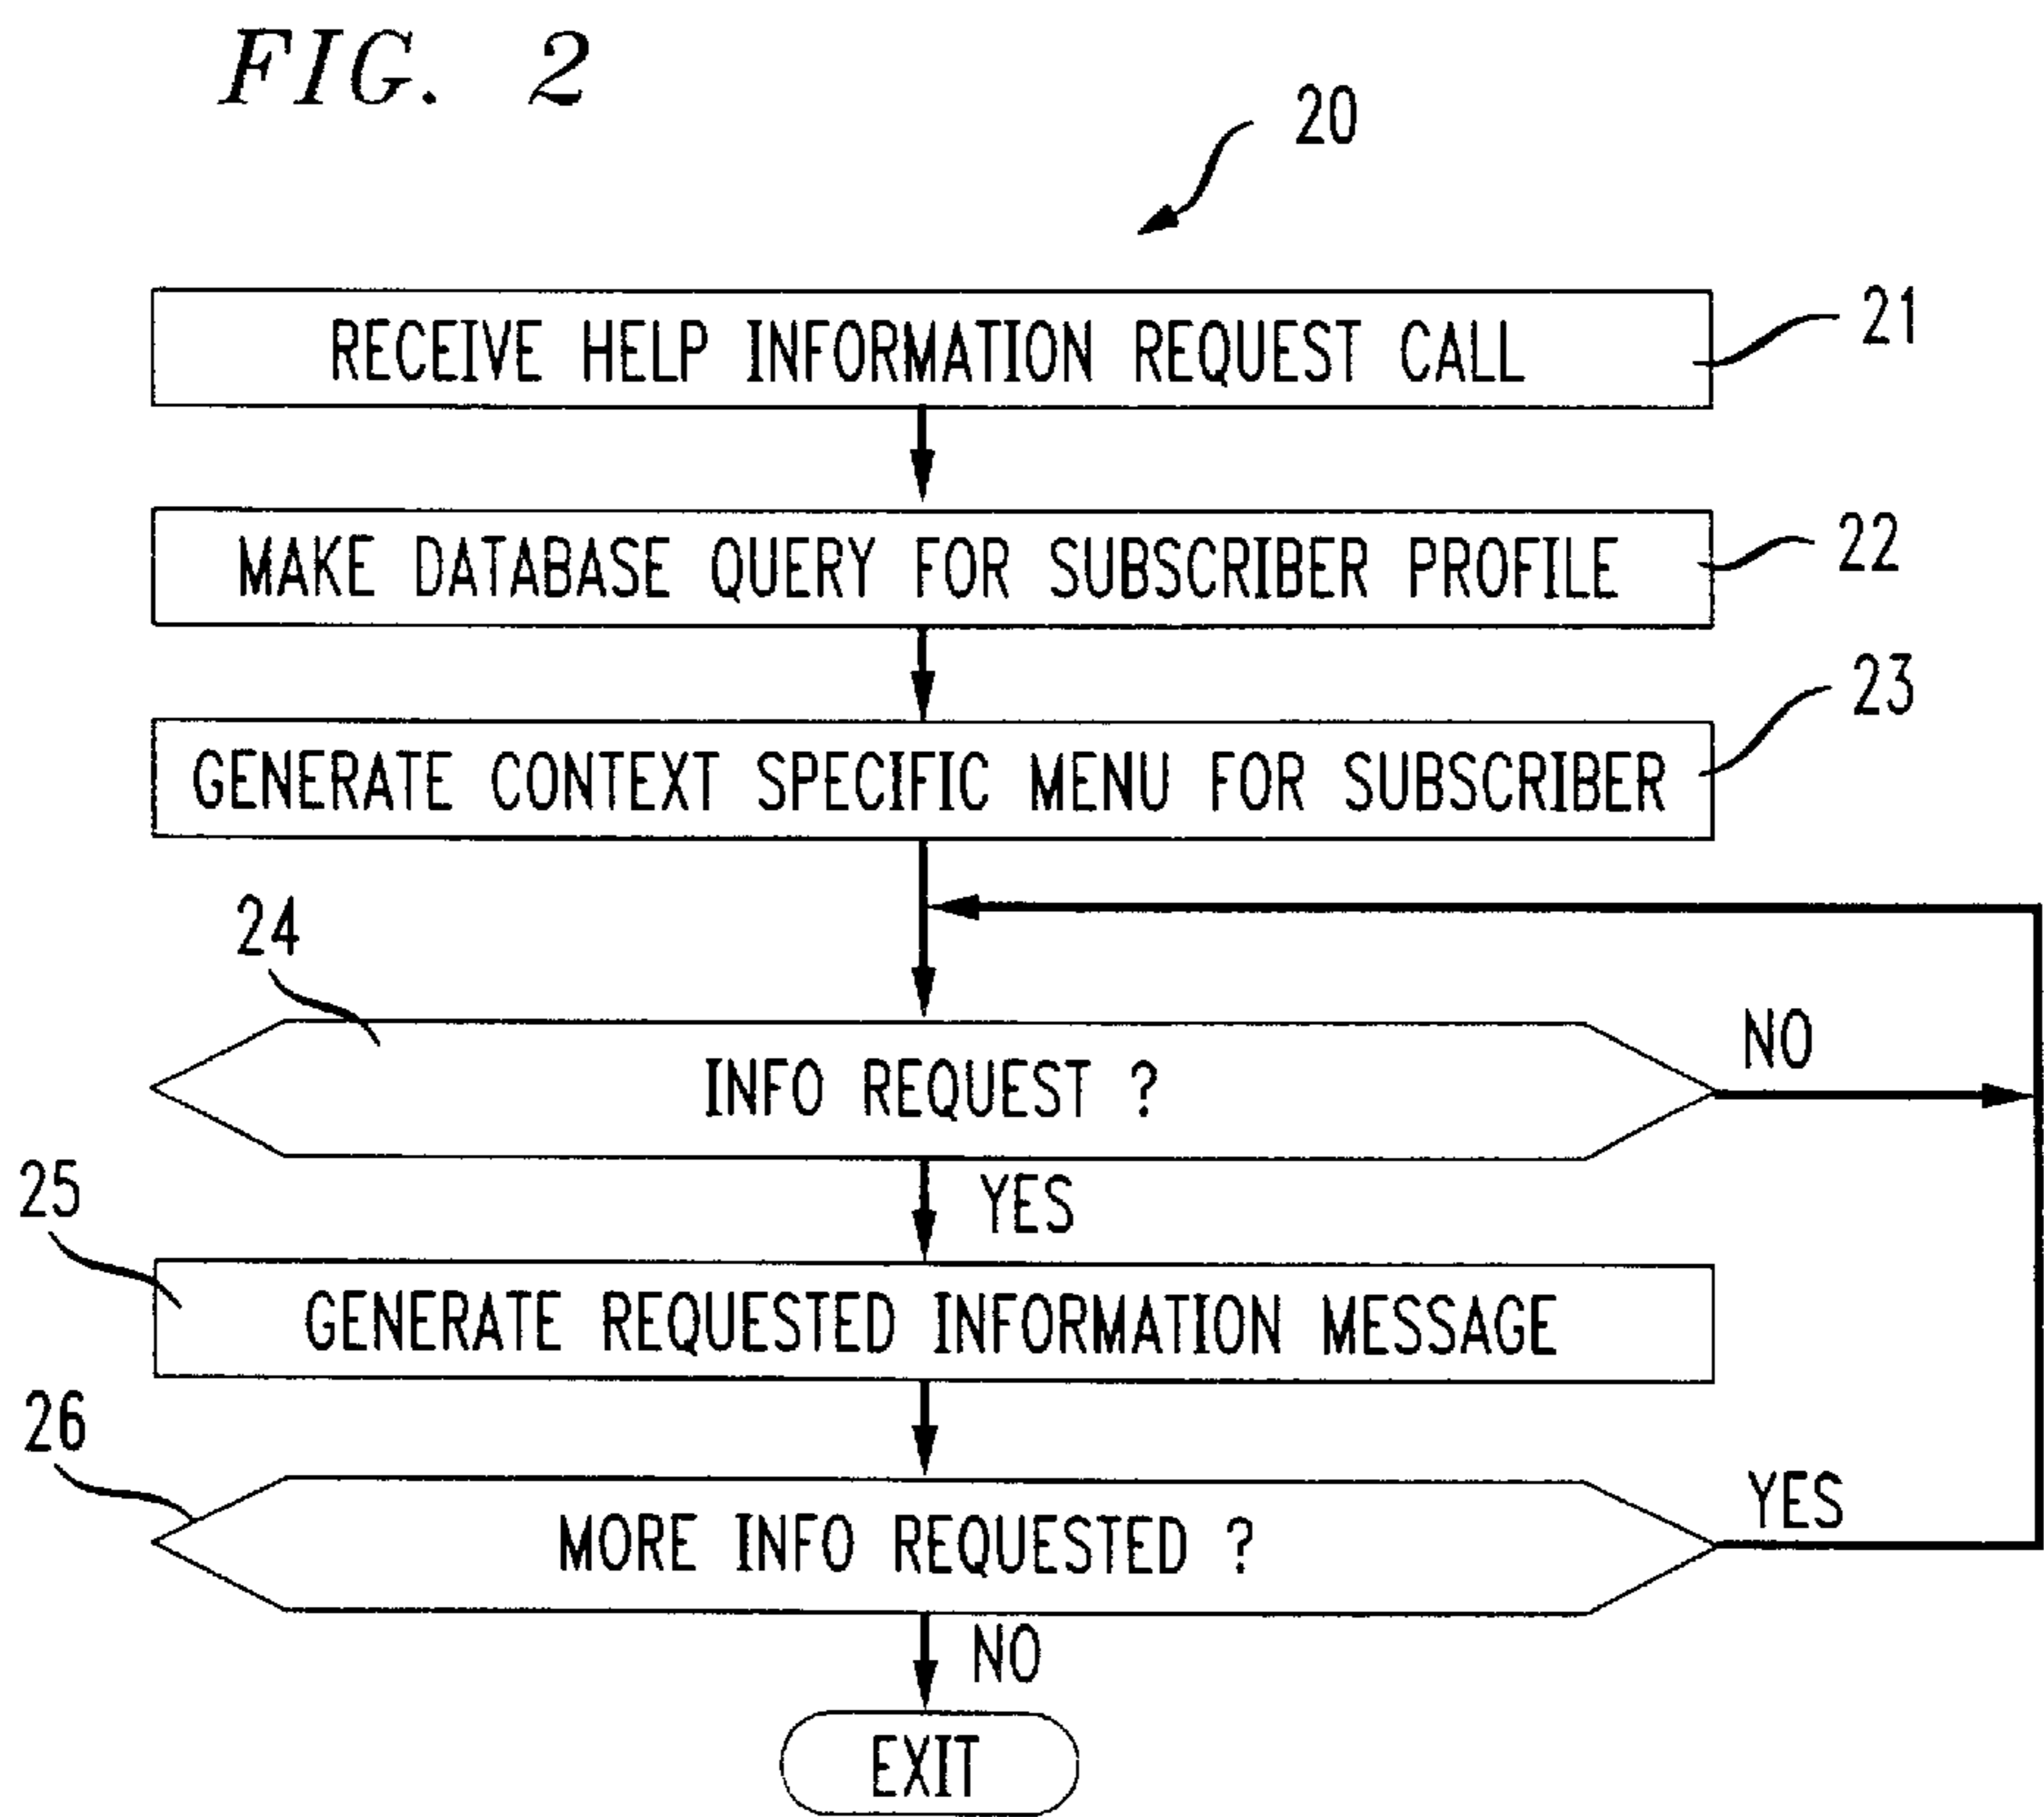 FIG. 2
20
RECEIVE HELP INFORMATION REQUEST CALL
21
MAKE DATABASE QUERY FOR SUBSCRIBER PROFILE
22
GENERATE CONTEXT SPECIFIC MENU FOR SUBSCRIBER
23
24
INFO REQUEST ?
NO
YES
25
GENERATE REQUESTED INFORMATION MESSAGE
26
MORE INFO REQUESTED ?
YES
NO
EXIT